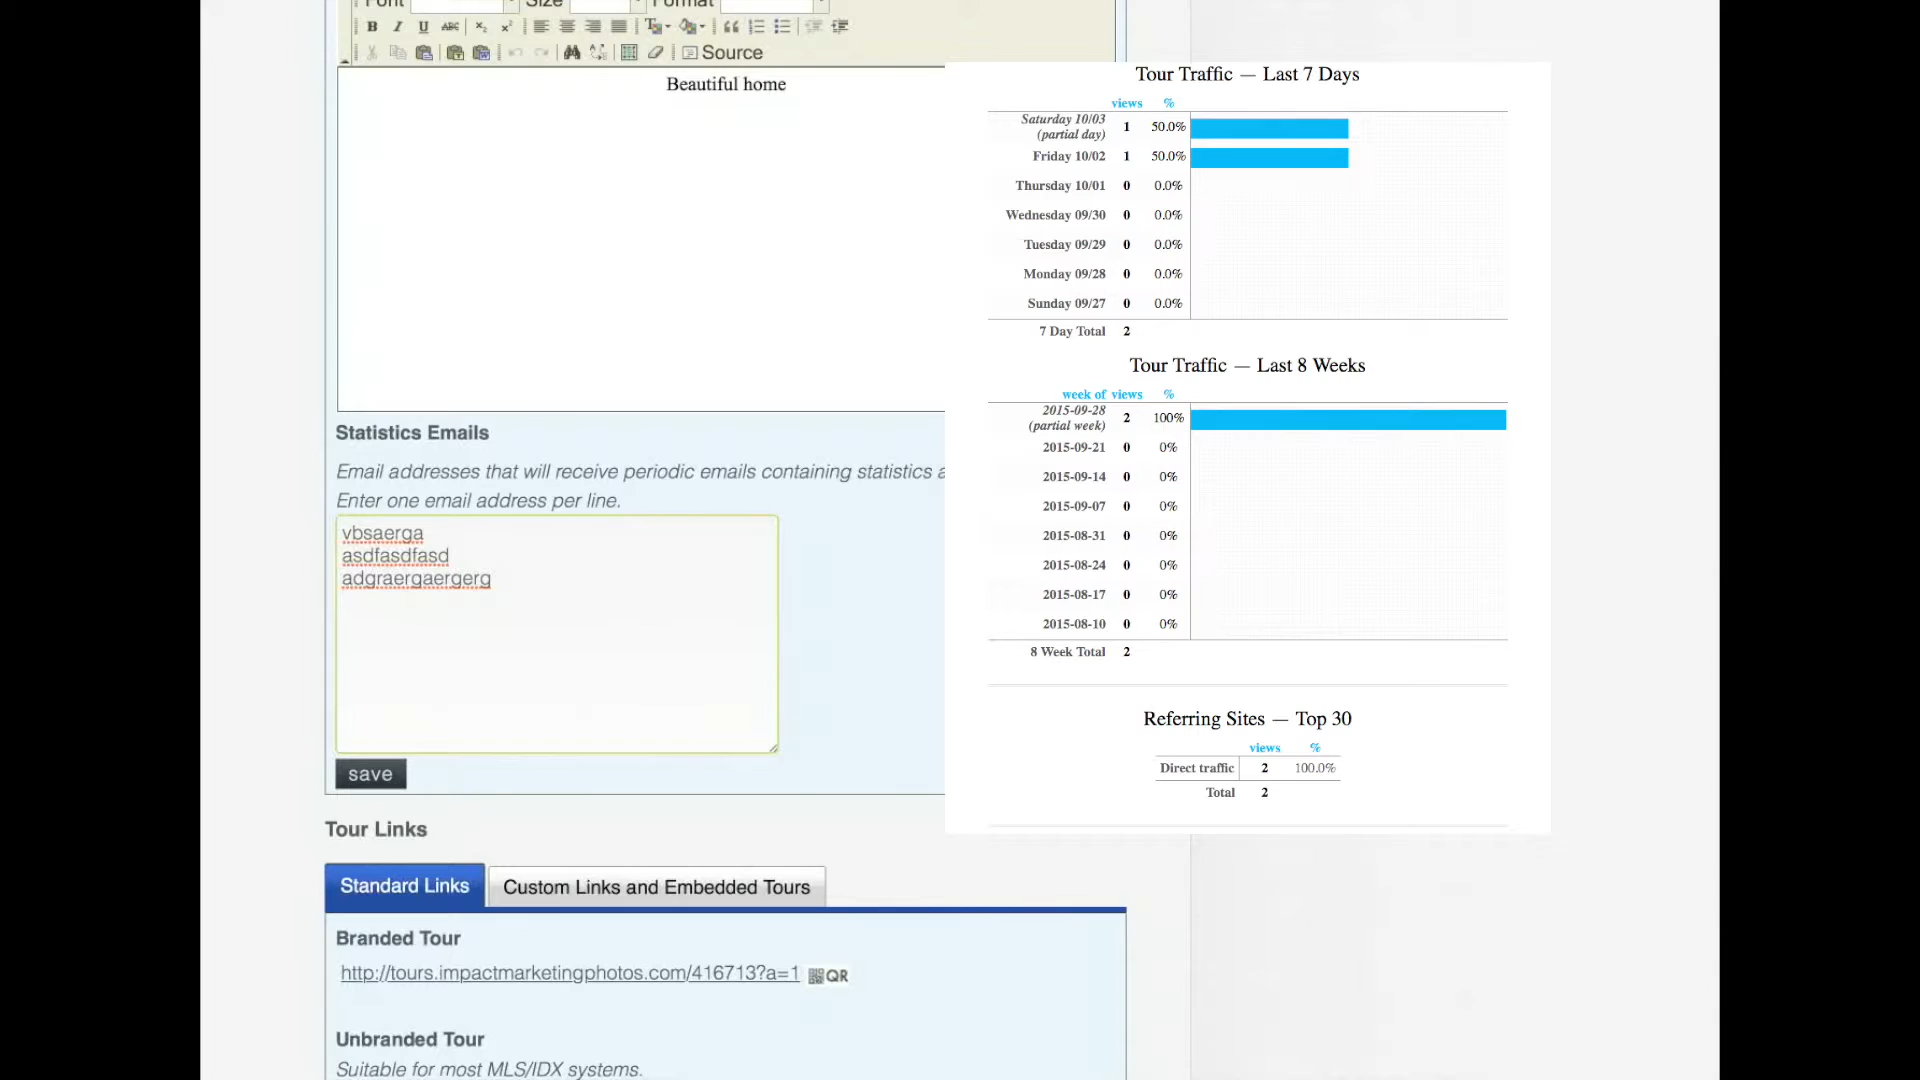 Font Size Format
B I U ABC x₂ x²
Source
Beautiful home
Statistics Emails
Email addresses that will receive periodic emails containing statistics a
Enter one email address per line.
vbsaerga
asdfasdfasd
adgraergaergerg
save
Tour Links
Standard Links Custom Links and Embedded Tours
Branded Tour
http://tours.impactmarketingphotos.com/416713?a=1 QR
Unbranded Tour
Suitable for most MLS/IDX systems.
Tour Traffic — Last 7 Days
views %
Saturday 10/03
(partial day) 1 50.0%
Friday 10/02 1 50.0%
Thursday 10/01 0 0.0%
Wednesday 09/30 0 0.0%
Tuesday 09/29 0 0.0%
Monday 09/28 0 0.0%
Sunday 09/27 0 0.0%
7 Day Total 2
Tour Traffic — Last 8 Weeks
week of views %
2015-09-28
(partial week) 2 100%
2015-09-21 0 0%
2015-09-14 0 0%
2015-09-07 0 0%
2015-08-31 0 0%
2015-08-24 0 0%
2015-08-17 0 0%
2015-08-10 0 0%
8 Week Total 2
Referring Sites — Top 30
views %
Direct traffic 2 100.0%
Total 2